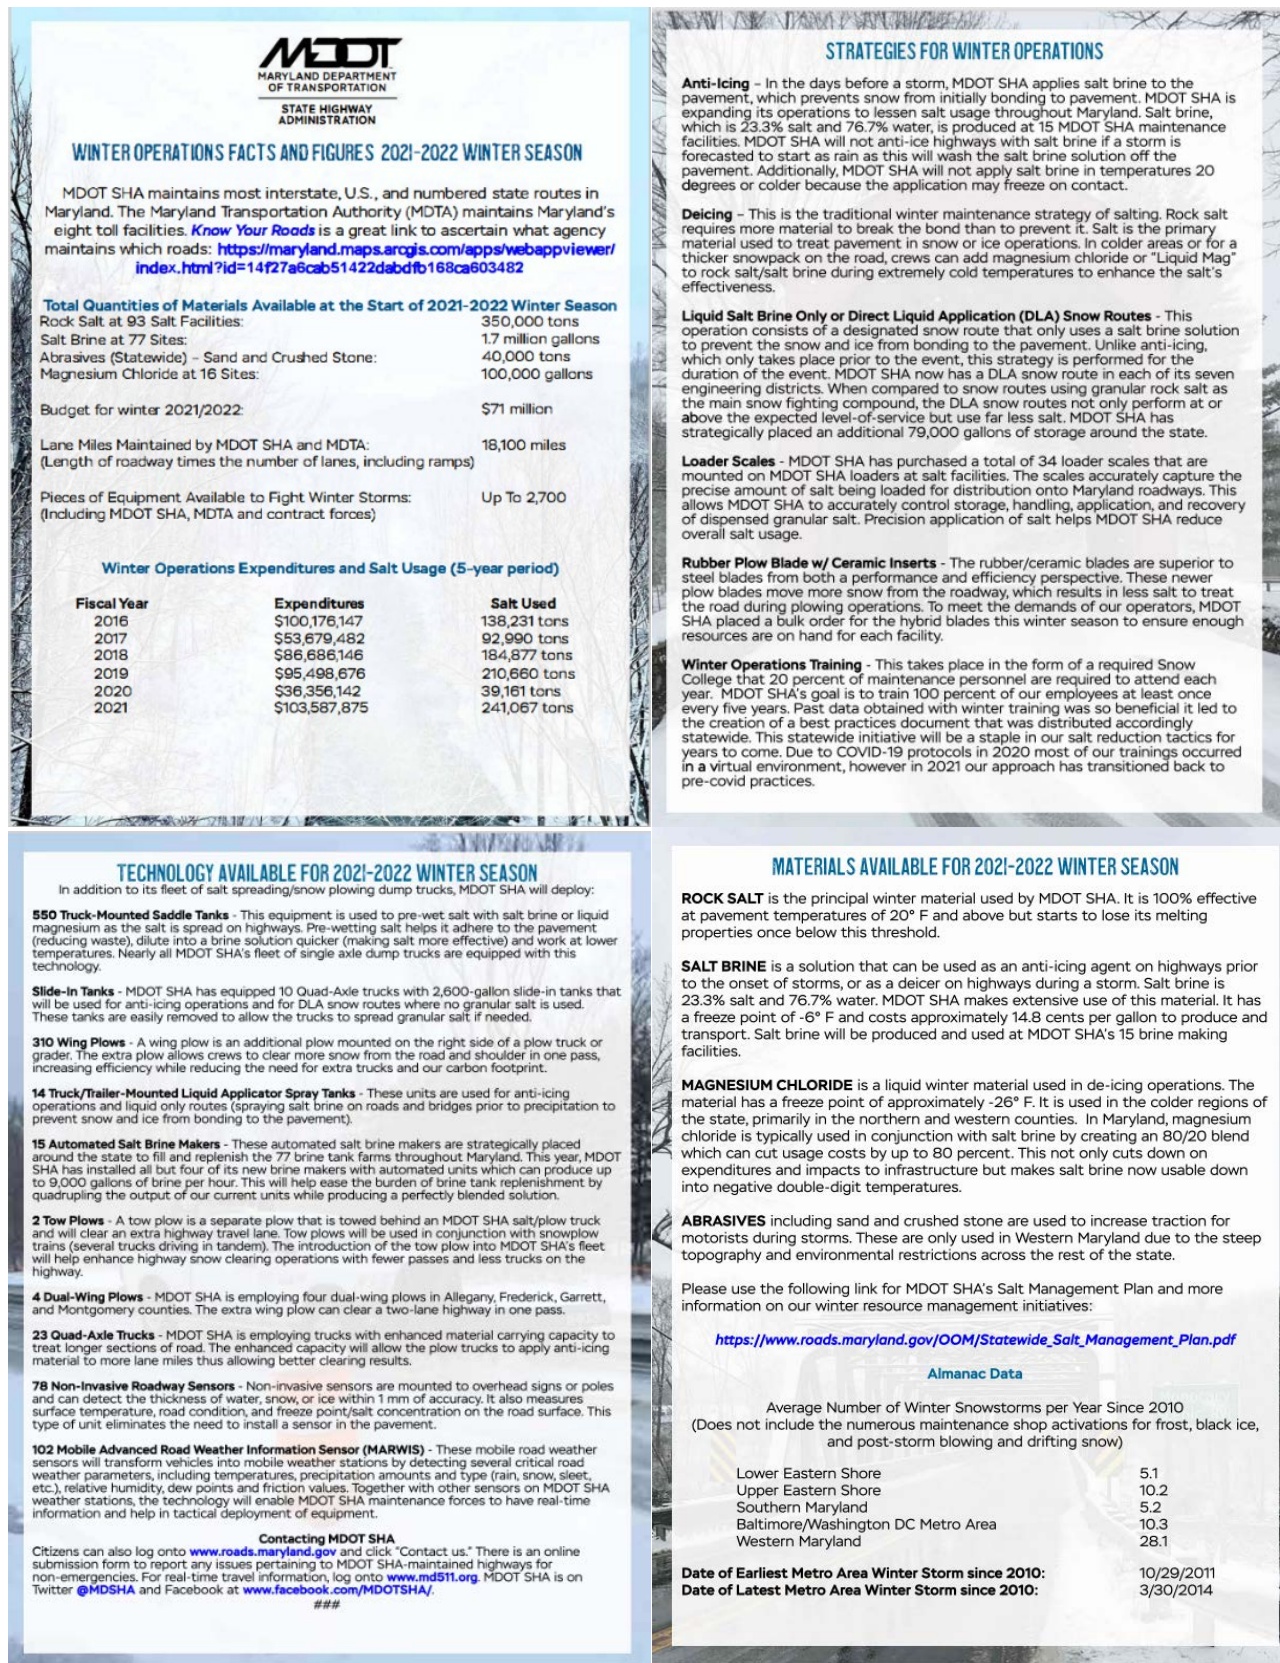 MDOT
MARYLAND DEPARTMENT
OF TRANSPORTATION
STATE HIGHWAY
ADMINISTRATION
WINTER OPERATIONS FACTS AND FIGURES 2021-2022 WINTER SEASON
MDOT SHA maintains most interstate, U.S., and numbered state routes in
Maryland. The Maryland Transportation Authority (MDTA) maintains Maryland's
eight toll facilities. Know Your Roads is a great link to ascertain what agency
maintains which roads: https://maryland.maps.arcgis.com/apps/webappviewer/
index.html?id=14f27a6cab51422dabdfb168ca603482
Total Quantities of Materials Available at the Start of 2021-2022 Winter Season
Rock Salt at 93 Salt Facilities: 350,000 tons
Salt Brine at 77 Sites: 1.7 million gallons
Abrasives (Statewide) – Sand and Crushed Stone: 40,000 tons
Magnesium Chloride at 16 Sites: 100,000 gallons
Budget for winter 2021/2022: $71 million
Lane Miles Maintained by MDOT SHA and MDTA: 18,100 miles
(Length of roadway times the number of lanes, including ramps)
Pieces of Equipment Available to Fight Winter Storms: Up To 2,700
(Including MDOT SHA, MDTA and contract forces)
Winter Operations Expenditures and Salt Usage (5-year period)
Fiscal Year Expenditures Salt Used
2016 $100,176,147 138,231 tons
2017 $53,679,482 92,990 tons
2018 $86,686,146 184,877 tons
2019 $95,498,676 210,660 tons
2020 $36,356,142 39,161 tons
2021 $103,587,875 241,067 tons
STRATEGIES FOR WINTER OPERATIONS
Anti-Icing – In the days before a storm, MDOT SHA applies salt brine to the
pavement, which prevents snow from initially bonding to pavement. MDOT SHA is
expanding its operations to lessen salt usage throughout Maryland. Salt brine,
which is 23.3% salt and 76.7% water, is produced at 15 MDOT SHA maintenance
facilities. MDOT SHA will not anti-ice highways with salt brine if a storm is
forecasted to start as rain as this will wash the salt brine solution off the
pavement. Additionally, MDOT SHA will not apply salt brine in temperatures 20
degrees or colder because the application may freeze on contact.
Deicing – This is the traditional winter maintenance strategy of salting. Rock salt
requires more material to break the bond than to prevent it. Salt is the primary
material used to treat pavement in snow or ice operations. In colder areas or for a
thicker snowpack on the road, crews can add magnesium chloride or "Liquid Mag"
to rock salt/salt brine during extremely cold temperatures to enhance the salt's
effectiveness.
Liquid Salt Brine Only or Direct Liquid Application (DLA) Snow Routes - This
operation consists of a designated snow route that only uses a salt brine solution
to prevent the snow and ice from bonding to the pavement. Unlike anti-icing,
which only takes place prior to the event, this strategy is performed for the
duration of the event. MDOT SHA now has a DLA snow route in each of its seven
engineering districts. When compared to snow routes using granular rock salt as
the main snow fighting compound, the DLA snow routes not only perform at or
above the expected level-of-service but use far less salt. MDOT SHA has
strategically placed an additional 79,000 gallons of storage around the state.
Loader Scales - MDOT SHA has purchased a total of 34 loader scales that are
mounted on MDOT SHA loaders at salt facilities. The scales accurately capture the
precise amount of salt being loaded for distribution onto Maryland roadways. This
allows MDOT SHA to accurately control storage, handling, application, and recovery
of dispensed granular salt. Precision application of salt helps MDOT SHA reduce
overall salt usage.
Rubber Plow Blade w/ Ceramic Inserts - The rubber/ceramic blades are superior to
steel blades from both a performance and efficiency perspective. These newer
plow blades move more snow from the roadway, which results in less salt to treat
the road during plowing operations. To meet the demands of our operators, MDOT
SHA placed a bulk order for the hybrid blades this winter season to ensure enough
resources are on hand for each facility.
Winter Operations Training - This takes place in the form of a required Snow
College that 20 percent of maintenance personnel are required to attend each
year. MDOT SHA's goal is to train 100 percent of our employees at least once
every five years. Past data obtained with winter training was so beneficial it led to
the creation of a best practices document that was distributed accordingly
statewide. This statewide initiative will be a staple in our salt reduction tactics for
years to come. Due to COVID-19 protocols in 2020 most of our trainings occurred
in a virtual environment, however in 2021 our approach has transitioned back to
pre-covid practices.
TECHNOLOGY AVAILABLE FOR 2021-2022 WINTER SEASON
In addition to its fleet of salt spreading/snow plowing dump trucks, MDOT SHA will deploy:
550 Truck-Mounted Saddle Tanks - This equipment is used to pre-wet salt with salt brine or liquid
magnesium as the salt is spread on highways. Pre-wetting salt helps it adhere to the pavement
(reducing waste), dilute into a brine solution quicker (making salt more effective) and work at lower
temperatures. Nearly all MDOT SHA's fleet of single axle dump trucks are equipped with this
technology.
Slide-In Tanks - MDOT SHA has equipped 10 Quad-Axle trucks with 2,600-gallon slide-in tanks that
will be used for anti-icing operations and for DLA snow routes where no granular salt is used.
These tanks are easily removed to allow the trucks to spread granular salt if needed.
310 Wing Plows - A wing plow is an additional plow mounted on the right side of a plow truck or
grader. The extra plow allows crews to clear more snow from the road and shoulder in one pass,
increasing efficiency while reducing the need for extra trucks and our carbon footprint.
14 Truck/Trailer-Mounted Liquid Applicator Spray Tanks - These units are used for anti-icing
operations and liquid only routes (spraying salt brine on roads and bridges prior to precipitation to
prevent snow and ice from bonding to the pavement).
15 Automated Salt Brine Makers - These automated salt brine makers are strategically placed
around the state to fill and replenish the 77 brine tank farms throughout Maryland. This year, MDOT
SHA has installed all but four of its new brine makers with automated units which can produce up
to 9,000 gallons of brine per hour. This will help ease the burden of brine tank replenishment by
quadrupling the output of our current units while producing a perfectly blended solution.
2 Tow Plows - A tow plow is a separate plow that is towed behind an MDOT SHA salt/plow truck
and will clear an extra highway travel lane. Tow plows will be used in conjunction with snowplow
trains (several trucks driving in tandem). The introduction of the tow plow into MDOT SHA's fleet
will help enhance highway snow clearing operations with fewer passes and less trucks on the
highway.
4 Dual-Wing Plows - MDOT SHA is employing four dual-wing plows in Allegany, Frederick, Garrett,
and Montgomery counties. The extra wing plow can clear a two-lane highway in one pass.
23 Quad-Axle Trucks - MDOT SHA is employing trucks with enhanced material carrying capacity to
treat longer sections of road. The enhanced capacity will allow the plow trucks to apply anti-icing
material to more lane miles thus allowing better clearing results.
78 Non-Invasive Roadway Sensors - Non-invasive sensors are mounted to overhead signs or poles
and can detect the thickness of water, snow, or ice within 1 mm of accuracy. It also measures
surface temperature, road condition, and freeze point/salt concentration on the road surface. This
type of unit eliminates the need to install a sensor in the pavement.
102 Mobile Advanced Road Weather Information Sensor (MARWIS) - These mobile road weather
sensors will transform vehicles into mobile weather stations by detecting several critical road
weather parameters, including temperatures, precipitation amounts and type (rain, snow, sleet,
etc.), relative humidity, dew points and friction values. Together with other sensors on MDOT SHA
weather stations, the technology will enable MDOT SHA maintenance forces to have real-time
information and help in tactical deployment of equipment.
Contacting MDOT SHA
Citizens can also log onto www.roads.maryland.gov and click "Contact us." There is an online
submission form to report any issues pertaining to MDOT SHA-maintained highways for
non-emergencies. For real-time travel information, log onto www.md511.org. MDOT SHA is on
Twitter @MDSHA and Facebook at www.facebook.com/MDOTSHA/.
###
MATERIALS AVAILABLE FOR 2021-2022 WINTER SEASON
ROCK SALT is the principal winter material used by MDOT SHA. It is 100% effective
at pavement temperatures of 20° F and above but starts to lose its melting
properties once below this threshold.
SALT BRINE is a solution that can be used as an anti-icing agent on highways prior
to the onset of storms, or as a deicer on highways during a storm. Salt brine is
23.3% salt and 76.7% water. MDOT SHA makes extensive use of this material. It has
a freeze point of -6° F and costs approximately 14.8 cents per gallon to produce and
transport. Salt brine will be produced and used at MDOT SHA's 15 brine making
facilities.
MAGNESIUM CHLORIDE is a liquid winter material used in de-icing operations. The
material has a freeze point of approximately -26° F. It is used in the colder regions of
the state, primarily in the northern and western counties. In Maryland, magnesium
chloride is typically used in conjunction with salt brine by creating an 80/20 blend
which can cut usage costs by up to 80 percent. This not only cuts down on
expenditures and impacts to infrastructure but makes salt brine now usable down
into negative double-digit temperatures.
ABRASIVES including sand and crushed stone are used to increase traction for
motorists during storms. These are only used in Western Maryland due to the steep
topography and environmental restrictions across the rest of the state.
Please use the following link for MDOT SHA's Salt Management Plan and more
information on our winter resource management initiatives:
https://www.roads.maryland.gov/OOM/Statewide_Salt_Management_Plan.pdf
Almanac Data
Average Number of Winter Snowstorms per Year Since 2010
(Does not include the numerous maintenance shop activations for frost, black ice,
and post-storm blowing and drifting snow)
Lower Eastern Shore 5.1
Upper Eastern Shore 10.2
Southern Maryland 5.2
Baltimore/Washington DC Metro Area 10.3
Western Maryland 28.1
Date of Earliest Metro Area Winter Storm since 2010: 10/29/2011
Date of Latest Metro Area Winter Storm since 2010: 3/30/2014